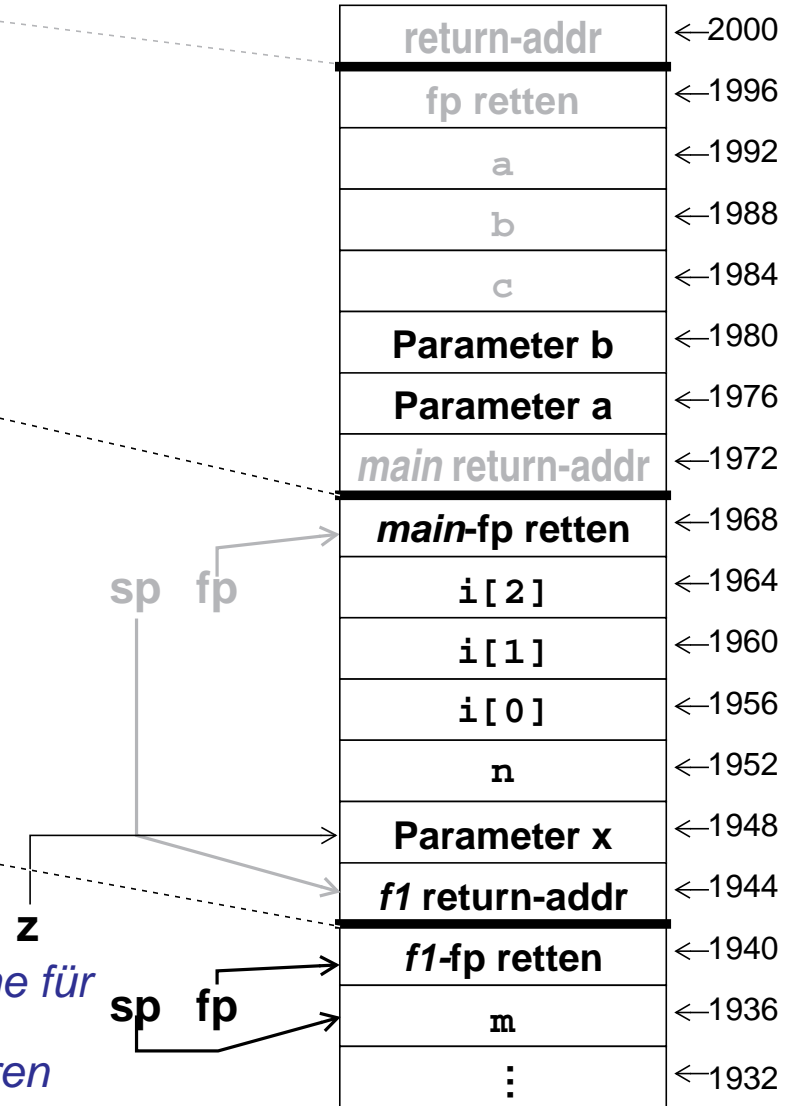 return-addr ←2000
fp retten ←1996
a ←1992
b ←1988
c ←1984
Parameter b ←1980
Parameter a ←1976
main return-addr ←1972
main-fp retten ←1968
sp fp i[2] ←1964
i[1] ←1960
i[0] ←1956
n ←1952
Parameter x ←1948
f1 return-addr ←1944
z
f1-fp retten ←1940
für
sp fp m ←1936
⋮ ←1932